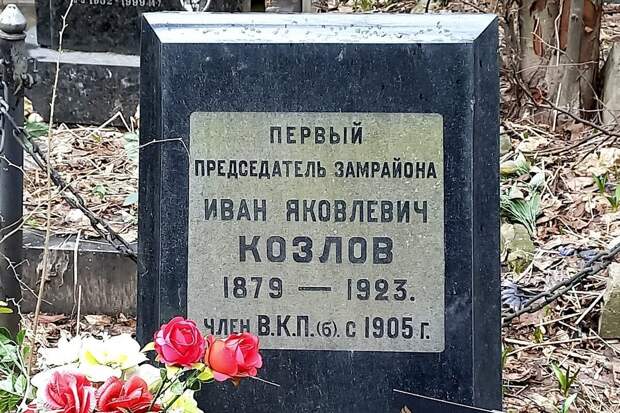 ПЕРВЫЙ
ПРЕДСЕДАТЕЛЬ ЗАМРАЙОНА
ИВАН ЯКОВЛЕВИЧ
КОЗЛОВ
1879 — 1923.
ЧЛЕН В.К.П.(б). С 1905 г.